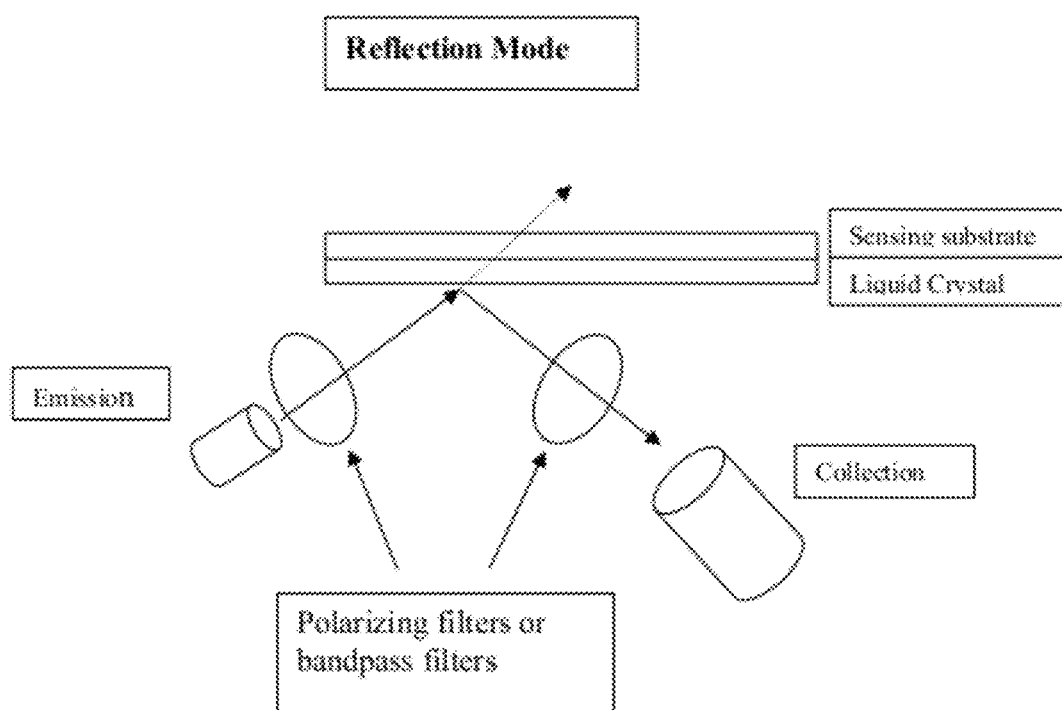 Reflection Mode
Sensing substrate
Liquid Crystal
Emission
Collection
Polarizing filters or
bandpass filters